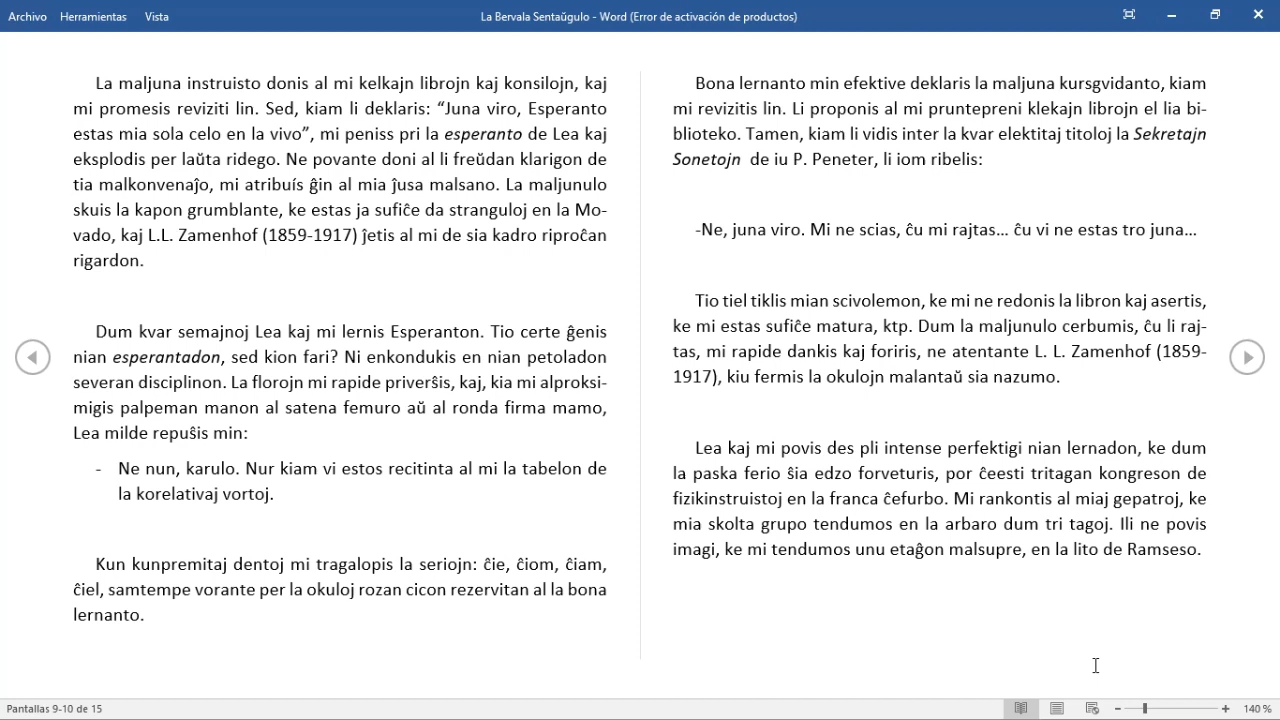 Archivo Herramientas Vista
La Bervala Sentaŭgulo - Word (Error de activación de productos)
La maljuna instruisto donis al mi kelkajn librojn kaj konsilojn, kaj
mi promesis reviziti lin. Sed, kiam li deklaris: “Juna viro, Esperanto
estas mia sola celo en la vivo”, mi peniss pri la esperanto de Lea kaj
eksplodis per laŭta ridego. Ne povante doni al li freŭdan klarigon de
tia malkonvenaĵo, mi atribuís ĝin al mia ĵusa malsano. La maljunulo
skuis la kapon grumblante, ke estas ja sufiĉe da stranguloj en la Mo-
vado, kaj L.L. Zamenhof (1859-1917) ĵetis al mi de sia kadro riproĉan
rigardon.
Dum kvar semajnoj Lea kaj mi lernis Esperanton. Tio certe ĝenis
nian esperantadon, sed kion fari? Ni enkondukis en nian petoladon
severan disciplinon. La florojn mi rapide priverŝis, kaj, kia mi alproksi-
migis palpeman manon al satena femuro aŭ al ronda firma mamo,
Lea milde repuŝis min:
- Ne nun, karulo. Nur kiam vi estos recitinta al mi la tabelon de
la korelativaj vortoj.
Kun kunpremitaj dentoj mi tragalopis la seriojn: ĉie, ĉiom, ĉiam,
ĉiel, samtempe vorante per la okuloj rozan cicon rezervitan al la bona
lernanto.
Bona lernanto min efektive deklaris la maljuna kursgvidanto, kiam
mi revizitis lin. Li proponis al mi pruntepreni klekajn librojn el lia bi-
blioteko. Tamen, kiam li vidis inter la kvar elektitaj titoloj la Sekretajn
Sonetojn de iu P. Peneter, li iom ribelis:
-Ne, juna viro. Mi ne scias, ĉu mi rajtas... ĉu vi ne estas tro juna...
Tio tiel tiklis mian scivolemon, ke mi ne redonis la libron kaj asertis,
ke mi estas sufiĉe matura, ktp. Dum la maljunulo cerbumis, ĉu li raj-
tas, mi rapide dankis kaj foriris, ne atentante L. L. Zamenhof (1859-
1917), kiu fermis la okulojn malantaŭ sia nazumo.
Lea kaj mi povis des pli intense perfektigi nian lernadon, ke dum
la paska ferio ŝia edzo forveturis, por ĉeesti tritagan kongreson de
fizikinstruistoj en la franca ĉefurbo. Mi rankontis al miaj gepatroj, ke
mia skolta grupo tendumos en la arbaro dum tri tagoj. Ili ne povis
imagi, ke mi tendumos unu etaĝon malsupre, en la lito de Ramseso.
Pantallas 9-10 de 15
140 %